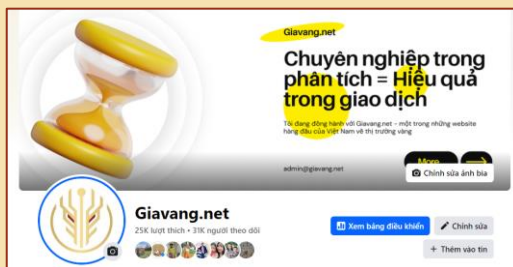 Giavang.net
Chuyên nghiệp trong
phân tích = Hiệu quả
trong giao dịch
Tôi đang đồng hành với Giavang.net - một trong những website
hàng đầu của Việt Nam về thị trường vàng
admin@giavang.net
More
Chỉnh sửa ảnh bìa
Giavang.net
25K lượt thích • 31K người theo dõi
Xem bảng điều khiển
Chỉnh sửa
+ Thêm vào tin